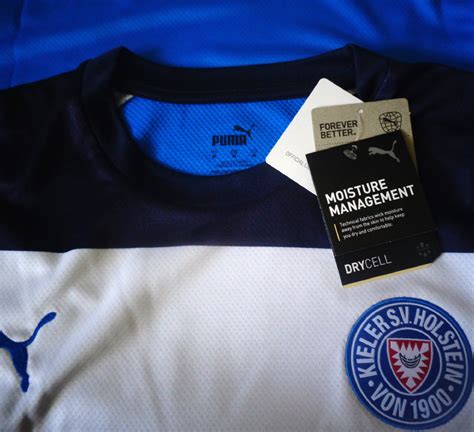 PUMA
OFFICIAL
FOREVER
BETTER.
MOISTURE
MANAGEMENT
Technical fabrics wick moisture
away from the skin to help keep
you dry and comfortable.
DRYCELL
KIELER S.V. HOLSTEIN
VON 1900